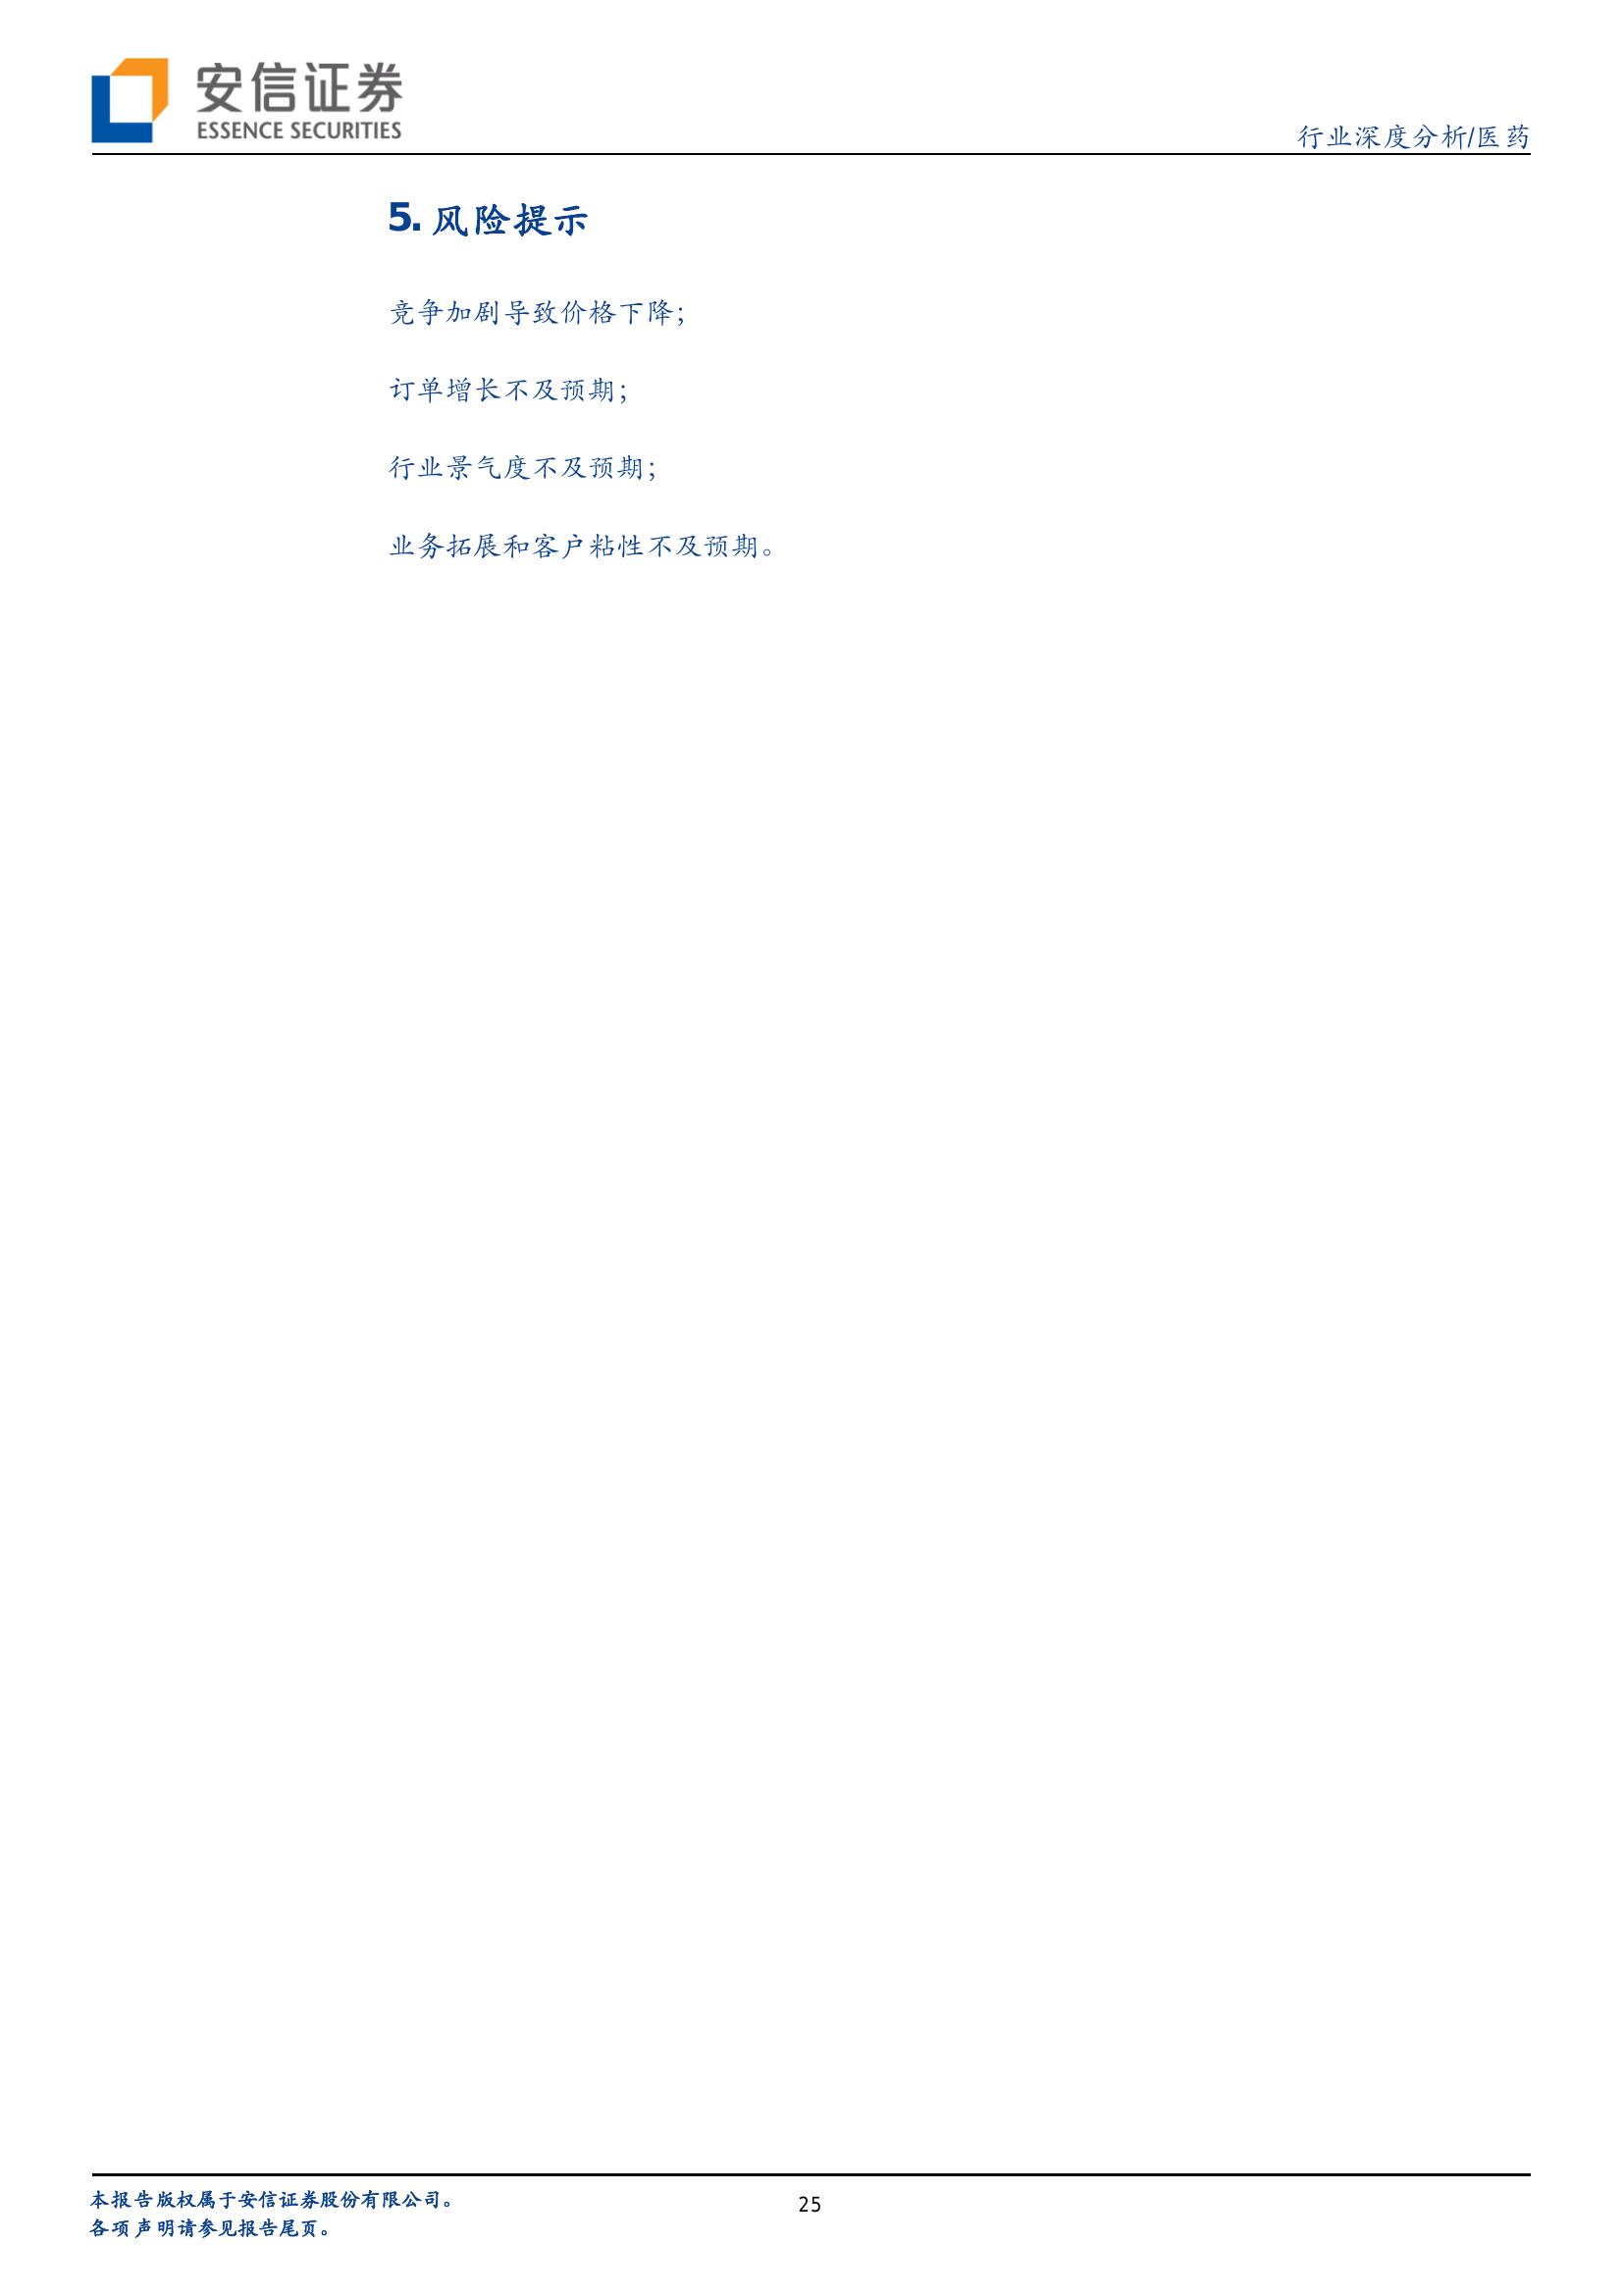 安信证券
ESSENCE SECURITIES
行业深度分析/医药
5. 风险提示
竞争加剧导致价格下降；
订单增长不及预期；
行业景气度不及预期；
业务拓展和客户粘性不及预期。
本报告版权属于安信证券股份有限公司。
25
各项声明请参见报告尾页。